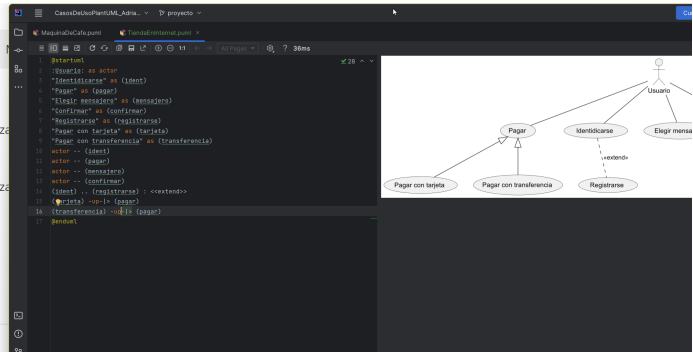 CasosDeUsoPlantUML_Adria...
proyecto
MaquinaDeCafe.puml
TiendaEnInternet.puml
1:1
All Pages
?
36ms
1 @startuml
28
2 :Usuario: as actor
3 "Identidicarse" as (ident)
4 "Pagar" as (pagar)
5 "Elegir mensajero" as (mensajero)
6 "Confirmar" as (confirmar)
7 "Registrarse" as (registrarse)
8 "Pagar con tarjeta" as (tarjeta)
9 "Pagar con transferencia" as (transferencia)
10 actor -- (ident)
11 actor -- (pagar)
12 actor -- (mensajero)
13 actor -- (confirmar)
14 (ident) .. (registrarse) : <<extend>>
15 (tarjeta) -up-|> (pagar)
16 (transferencia) -up-|> (pagar)
17 @enduml
Usuario
Pagar
Identidicarse
Elegir mensa
«extend»
Pagar con tarjeta
Pagar con transferencia
Registrarse